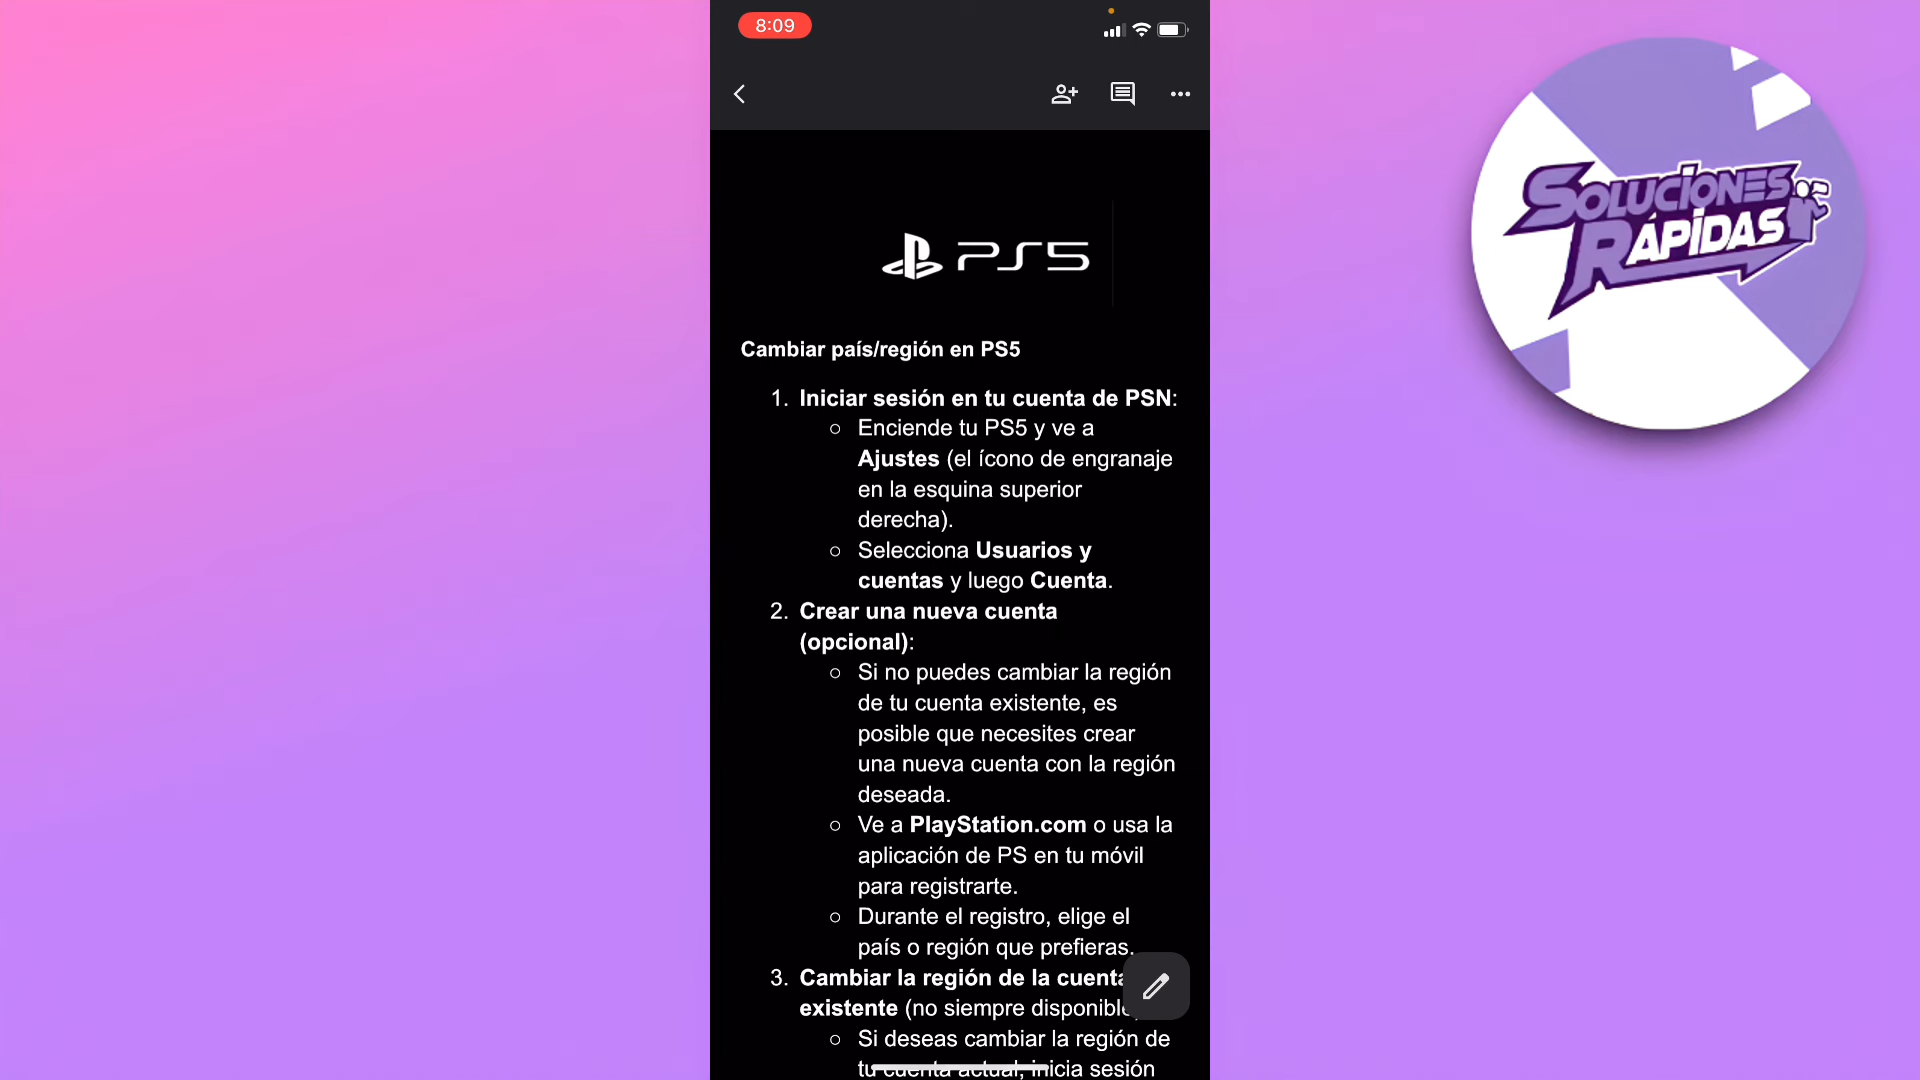 8:09
SOLUCIONES
RÁPIDAS
PS5
Cambiar país/región en PS5
1. Iniciar sesión en tu cuenta de PSN:
○ Enciende tu PS5 y ve a
Ajustes (el ícono de engranaje
en la esquina superior
derecha).
○ Selecciona Usuarios y
cuentas y luego Cuenta.
2. Crear una nueva cuenta
(opcional):
○ Si no puedes cambiar la región
de tu cuenta existente, es
posible que necesites crear
una nueva cuenta con la región
deseada.
○ Ve a PlayStation.com o usa la
aplicación de PS en tu móvil
para registrarte.
○ Durante el registro, elige el
país o región que prefieras.
3. Cambiar la región de la cuenta
existente (no siempre disponible
○ Si deseas cambiar la región de
tu cuenta actual, inicia sesión